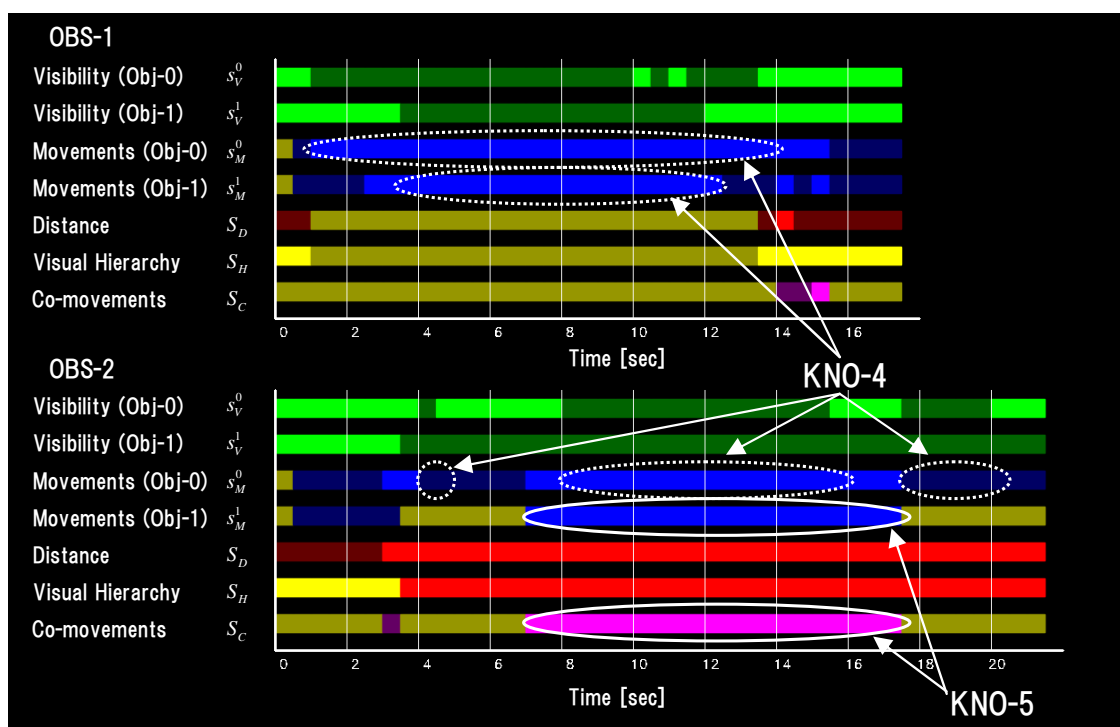 OBS-1
Visibility (Obj-0) s_V^0
Visibility (Obj-1) s_V^1
Movements (Obj-0) s_M^0
Movements (Obj-1) s_M^1
Distance S_D
Visual Hierarchy S_H
Co-movements S_C
0 2 4 6 8 10 12 14 16
Time [sec]
KNO-4
OBS-2
Visibility (Obj-0) s_V^0
Visibility (Obj-1) s_V^1
Movements (Obj-0) s_M^0
Movements (Obj-1) s_M^1
Distance S_D
Visual Hierarchy S_H
Co-movements S_C
0 2 4 6 8 10 12 14 16 18 20
Time [sec]
KNO-5